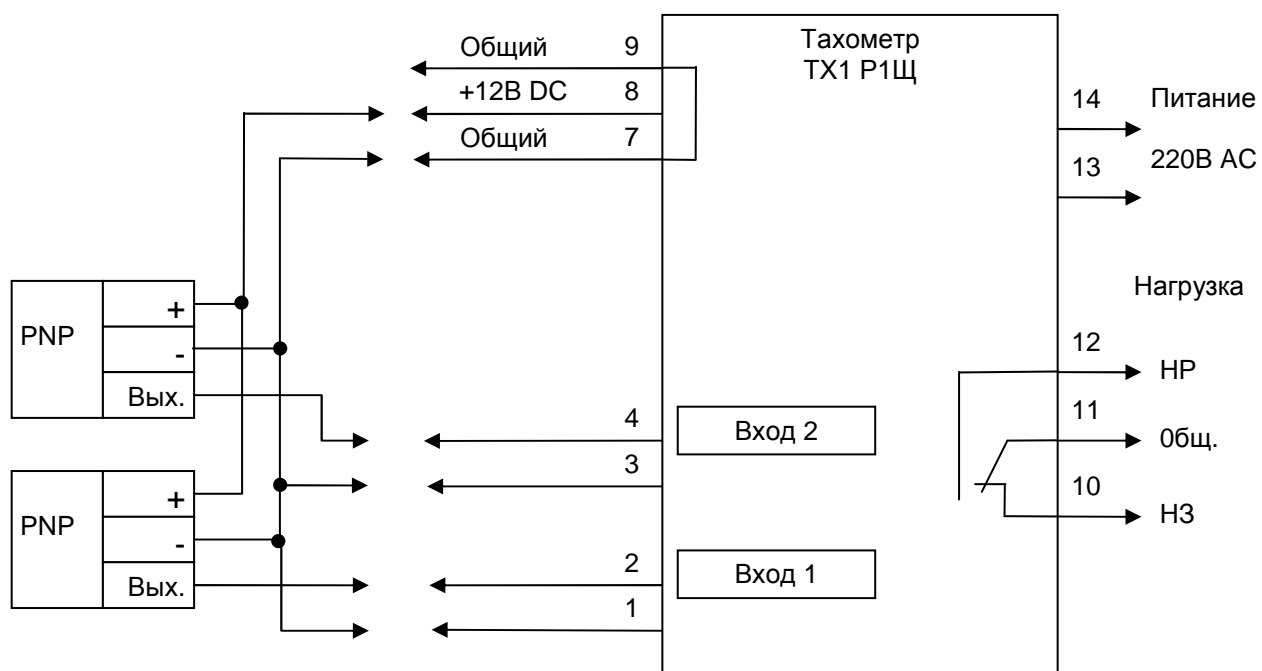 Тахометр
ТХ1 Р1Щ
Общий 9
+12В DC 8
Общий 7
14 Питание
13 220В АС
PNP
+
-
Вых.
PNP
+
-
Вых.
4
3
2
1
Вход 2
Вход 1
Нагрузка
12 НР
11 0бщ.
10 НЗ